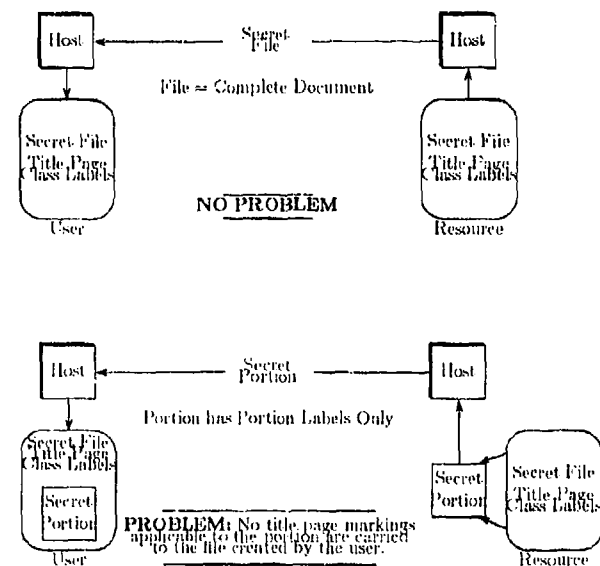 Host
Secret
File
Host
File = Complete Document
Secret File
Title Page
Class Labels
Secret File
Title Page
Class Labels
NO PROBLEM
User
Resource
Host
Secret
Portion
Host
Portion has Portion Labels Only
Secret File
Title Page
Class Labels
Secret
Portion
Secret
Portion
Secret File
Title Page
Class Labels
PROBLEM: No title page markings
applicable to the portion are carried
to the file created by the user.
User
Resource